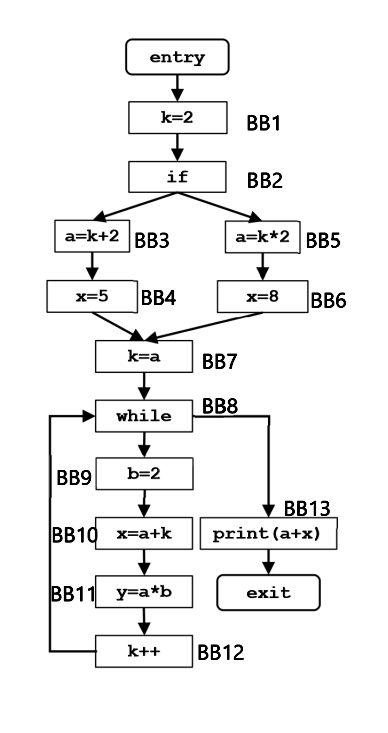 entry
k=2 BB1
if BB2
a=k+2 BB3 a=k*2 BB5
x=5 BB4 x=8 BB6
k=a BB7
while BB8
BB9 b=2
BB13
BB10 x=a+k print(a+x)
BB11 y=a*b exit
k++ BB12